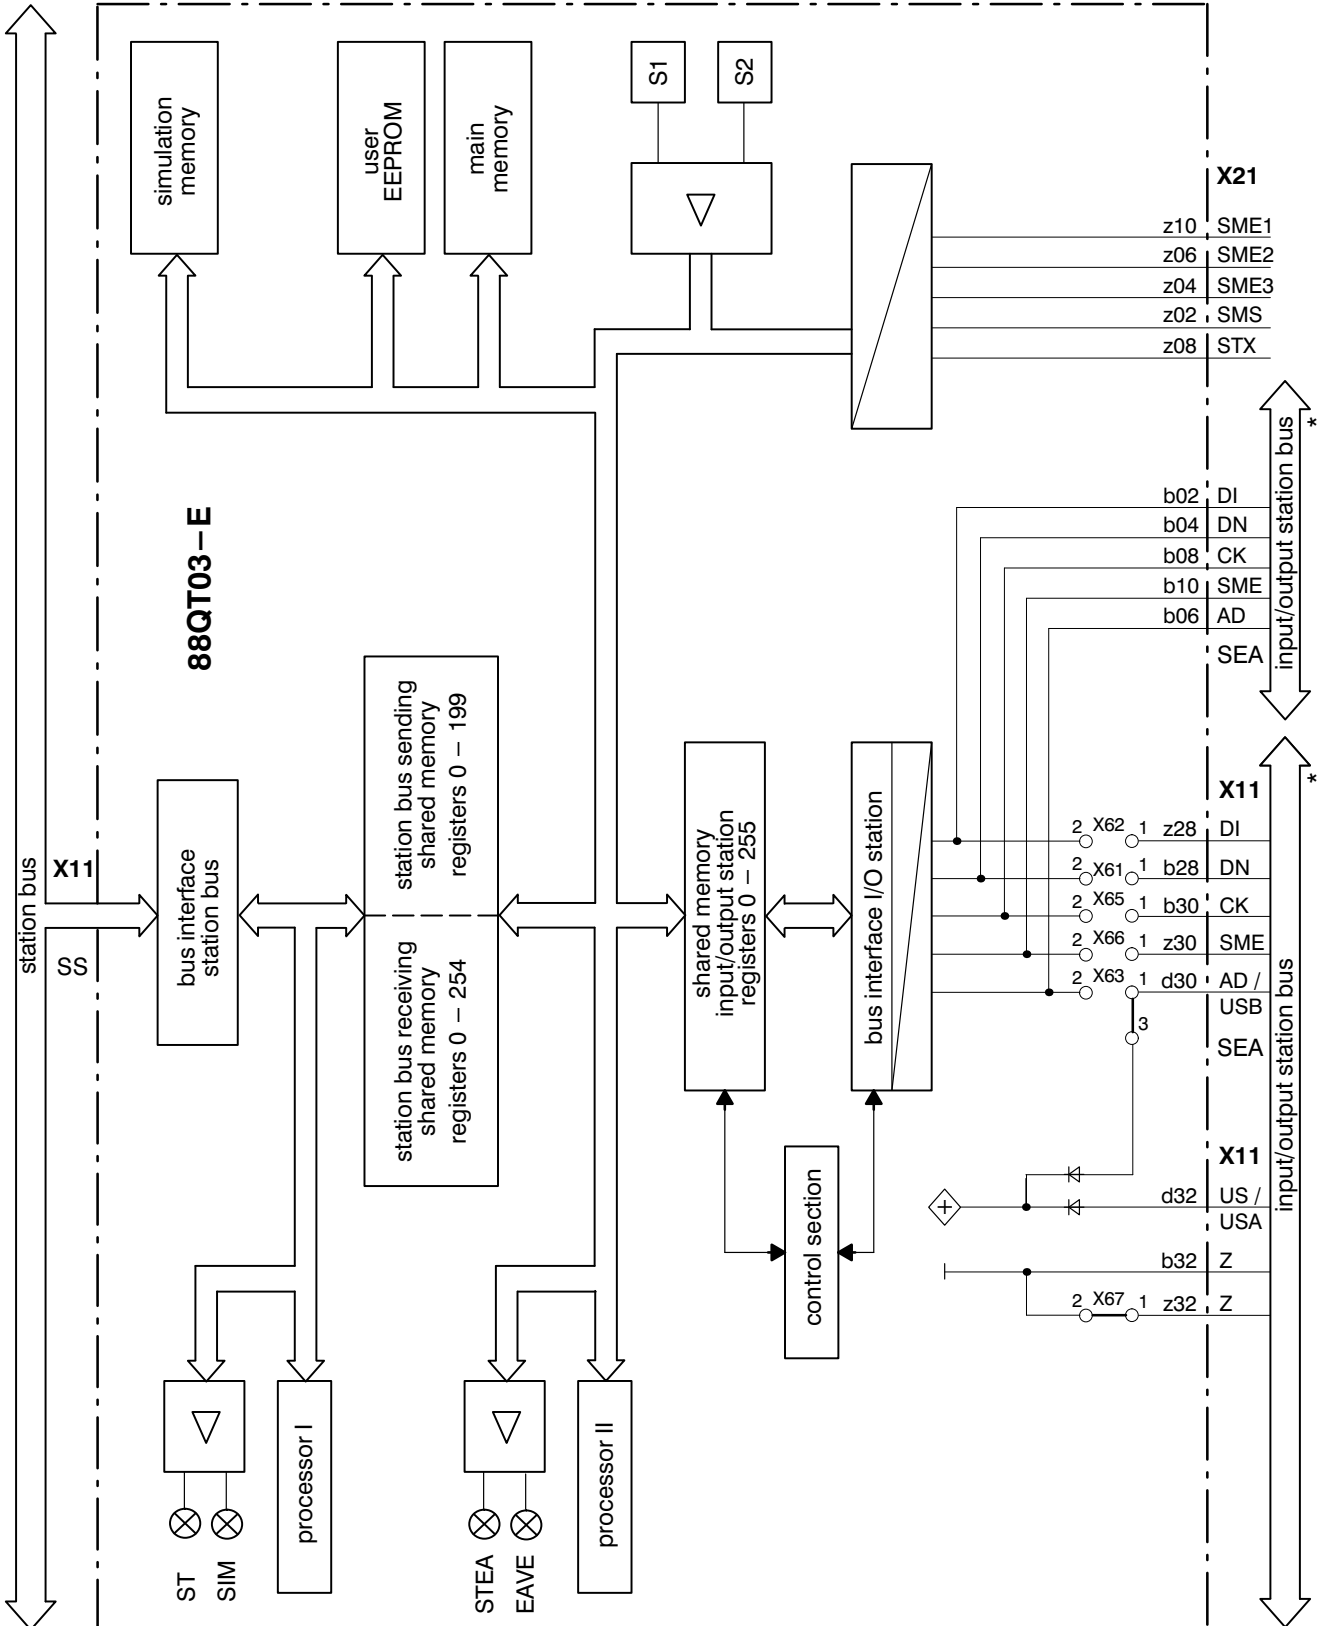 simulation
memory
user
EEPROM
main
memory
S1
S2
X21
z10 SME1
z06 SME2
z04 SME3
z02 SMS
z08 STX
88QT03–E
b02 DI
b04 DN
b08 CK
b10 SME
b06 AD
SEA
input/output station bus
*
station bus
X11
SS
bus interface
station bus
station bus sending
shared memory
registers 0 – 199
station bus receiving
shared memory
registers 0 – 254
shared memory
input/output station
registers 0 – 255
bus interface I/O station
X11
2 X62 1 z28 DI
2 X61 1 b28 DN
2 X65 1 b30 CK
2 X66 1 z30 SME
2 X63 1 d30 AD /
USB
3
SEA
input/output station bus
*
control section
X11
+
d32 US /
USA
b32 Z
2 X67 1 z32 Z
ST
SIM
processor I
STEA
EAVE
processor II